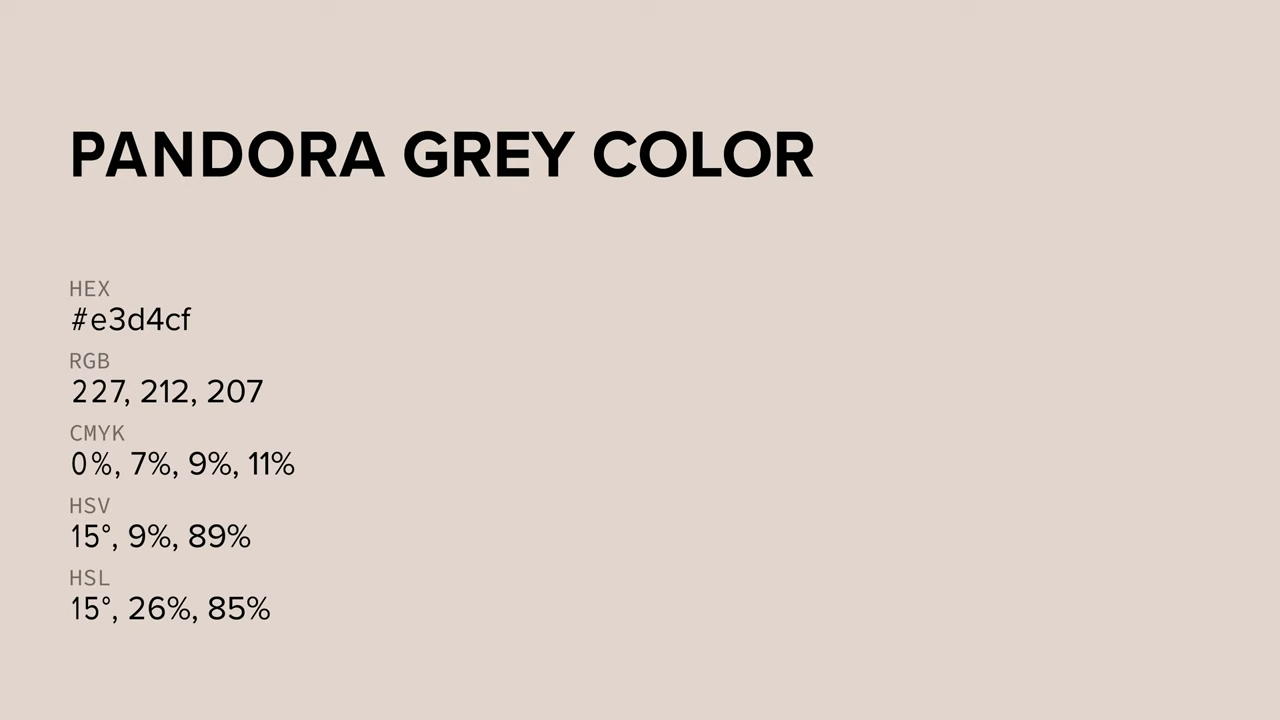 PANDORA GREY COLOR
HEX
#e3d4cf
RGB
227, 212, 207
CMYK
0%, 7%, 9%, 11%
HSV
15°, 9%, 89%
HSL
15°, 26%, 85%